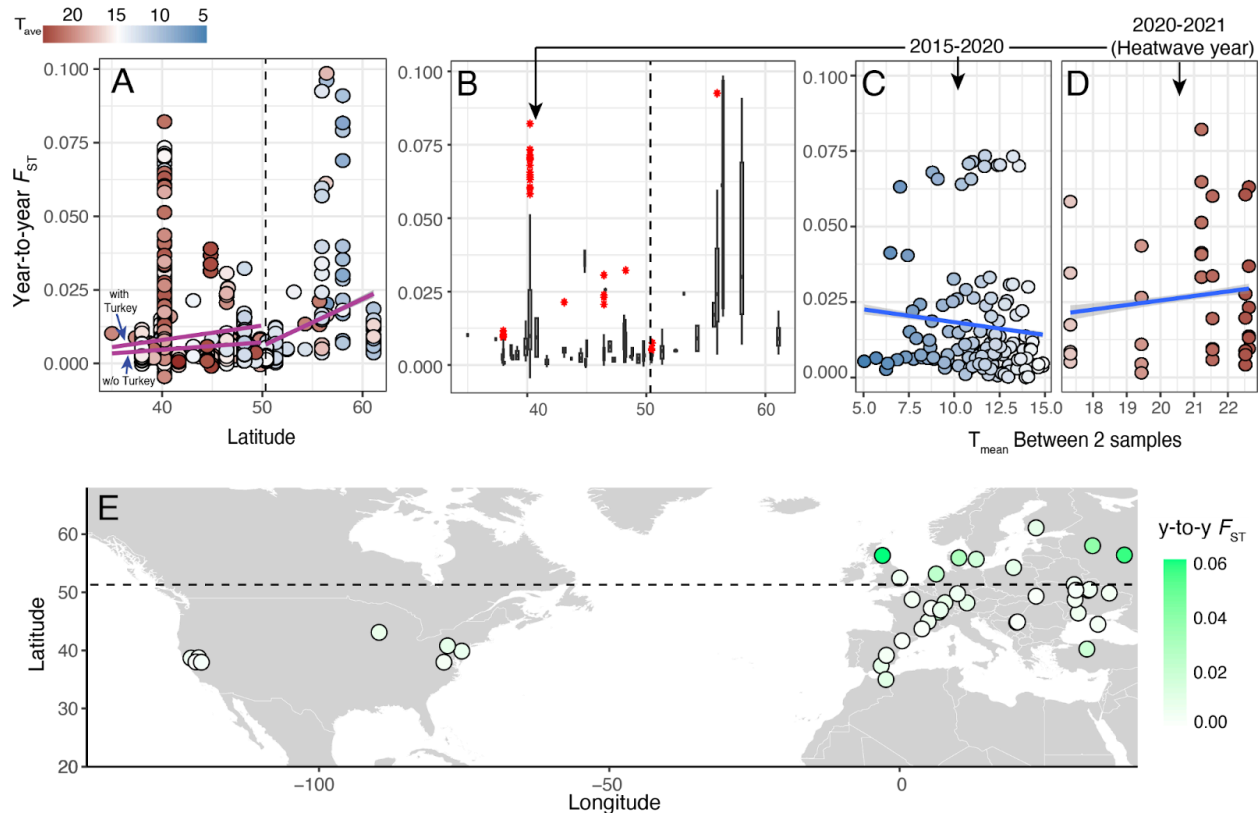 T_ave 20 15 10 5
2020-2021
2015-2020 (Heatwave year)
A B C D
Year-to-year F_ST
0.100 0.100 0.100
0.075 0.075 0.075
0.050 0.050 0.050
0.025 0.025 0.025
0.000 0.000 0.000
with
Turkey
w/o Turkey
40 50 60 40 50 60 5.0 7.5 10.0 12.5 15.0 18 19 20 21 22
Latitude T_mean Between 2 samples
E
Latitude
60
50
40
30
20
−100 −50 0
Longitude
y-to-y F_ST
0.06
0.04
0.02
0.00